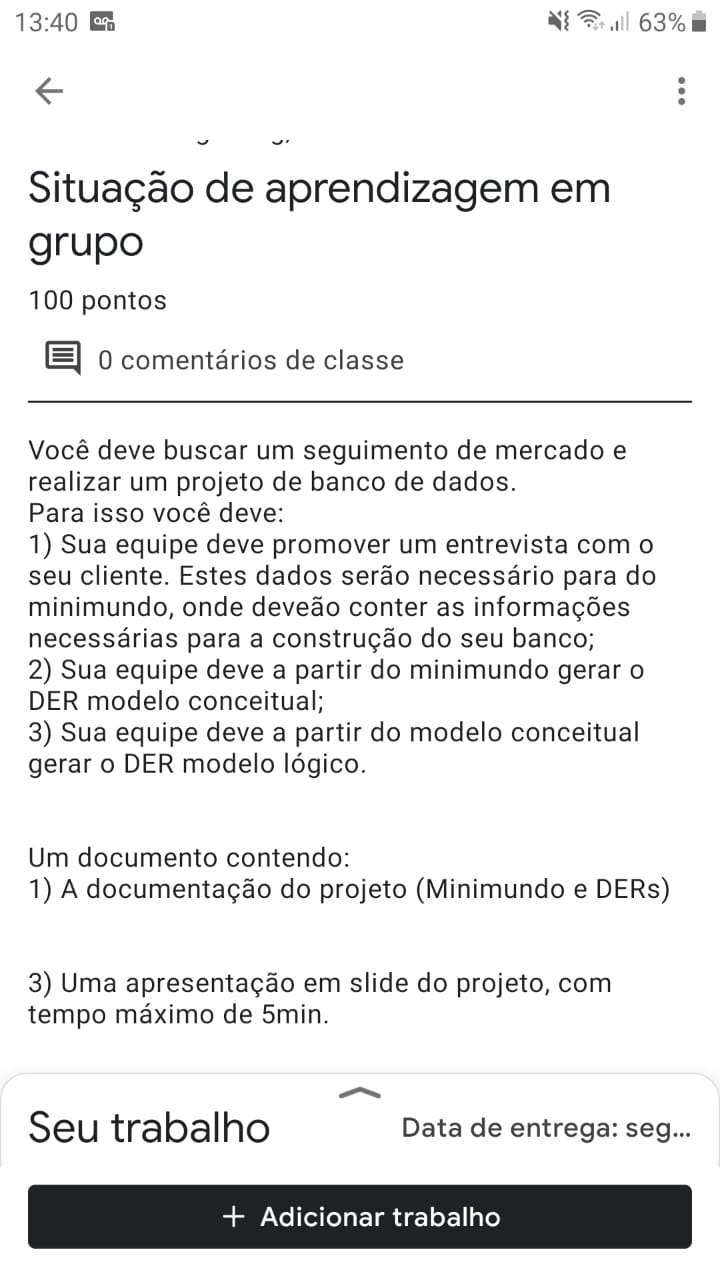 13:40
63%
Situação de aprendizagem em
grupo
100 pontos
0 comentários de classe
Você deve buscar um seguimento de mercado e
realizar um projeto de banco de dados.
Para isso você deve:
1) Sua equipe deve promover um entrevista com o
seu cliente. Estes dados serão necessário para do
minimundo, onde deveão conter as informações
necessárias para a construção do seu banco;
2) Sua equipe deve a partir do minimundo gerar o
DER modelo conceitual;
3) Sua equipe deve a partir do modelo conceitual
gerar o DER modelo lógico.
Um documento contendo:
1) A documentação do projeto (Minimundo e DERs)
3) Uma apresentação em slide do projeto, com
tempo máximo de 5min.
Seu trabalho
Data de entrega: seg...
+ Adicionar trabalho